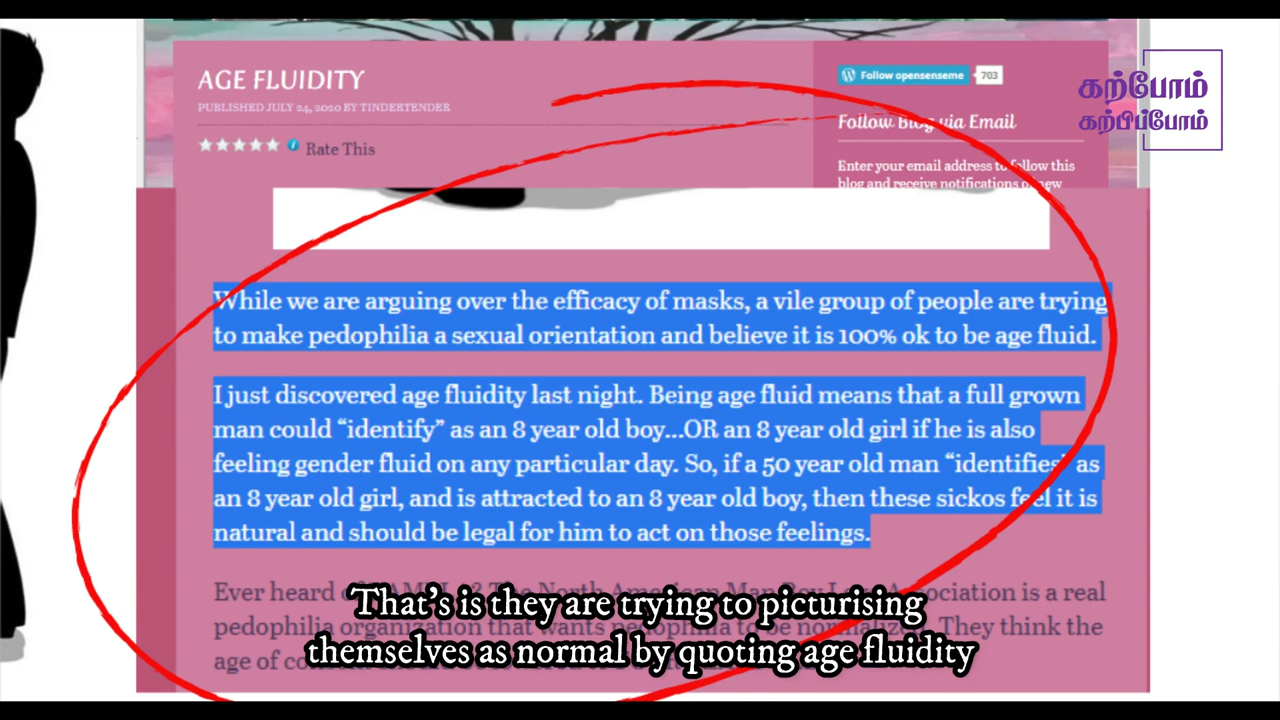 AGE FLUIDITY
PUBLISHED JULY 24, 2020 BY TINDERTENDER
Rate This
Follow opensenseme 703
Follow Blog via Email
Enter your email address to follow this
blog and receive notifications of new
கற்போம்
கற்பிப்போம்
While we are arguing over the efficacy of masks, a vile group of people are trying
to make pedophilia a sexual orientation and believe it is 100% ok to be age fluid.
I just discovered age fluidity last night. Being age fluid means that a full grown
man could “identify” as an 8 year old boy...OR an 8 year old girl if he is also
feeling gender fluid on any particular day. So, if a 50 year old man “identifies” as
an 8 year old girl, and is attracted to an 8 year old boy, then these sickos feel it is
natural and should be legal for him to act on those feelings.
Ever heard The North American Man Boy Association is a real
pedophilia organization that wants pedophilia to be They think the
age of
That's is they are trying to picturising
themselves as normal by quoting age fluidity